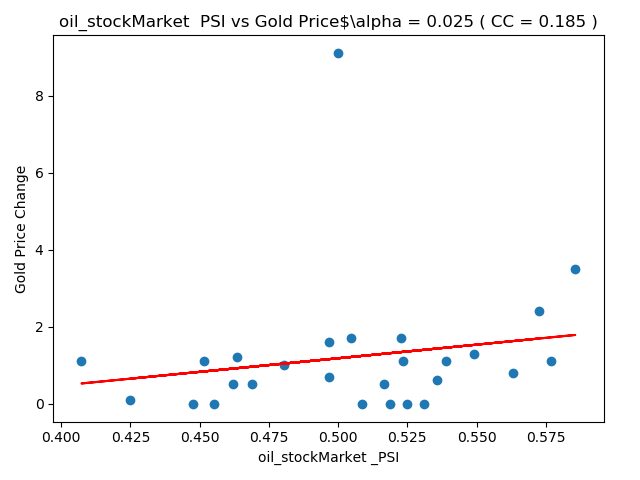 oil_stockMarket  PSI vs Gold Price$\alpha = 0.025 ( CC = 0.185 )
Gold Price Change
8
6
4
2
0
0.400 0.425 0.450 0.475 0.500 0.525 0.550 0.575
oil_stockMarket _PSI